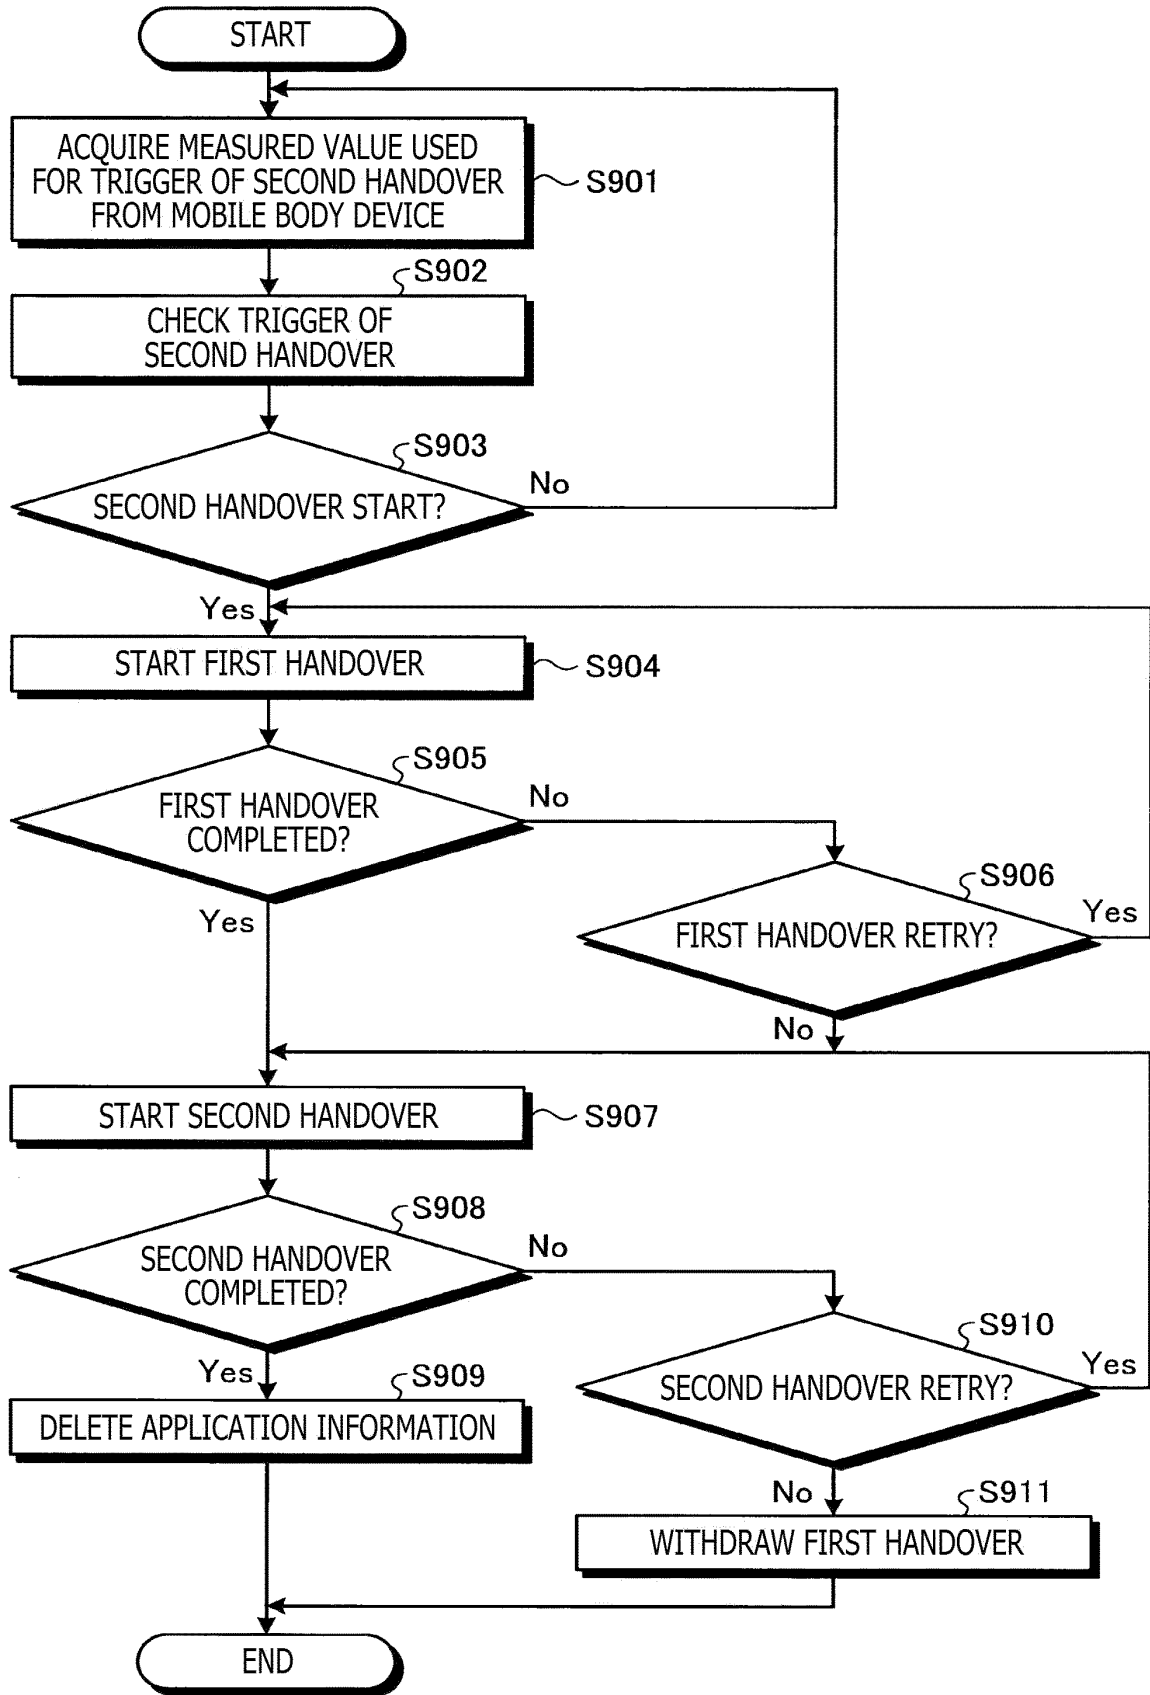 START
ACQUIRE MEASURED VALUE USED
FOR TRIGGER OF SECOND HANDOVER
FROM MOBILE BODY DEVICE
S901
S902
CHECK TRIGGER OF
SECOND HANDOVER
S903
SECOND HANDOVER START?
No
Yes
START FIRST HANDOVER
S904
S905
FIRST HANDOVER
COMPLETED?
No
Yes
S906
FIRST HANDOVER RETRY?
Yes
No
START SECOND HANDOVER
S907
S908
SECOND HANDOVER
COMPLETED?
No
Yes
S910
SECOND HANDOVER RETRY?
Yes
S909
DELETE APPLICATION INFORMATION
No
S911
WITHDRAW FIRST HANDOVER
END